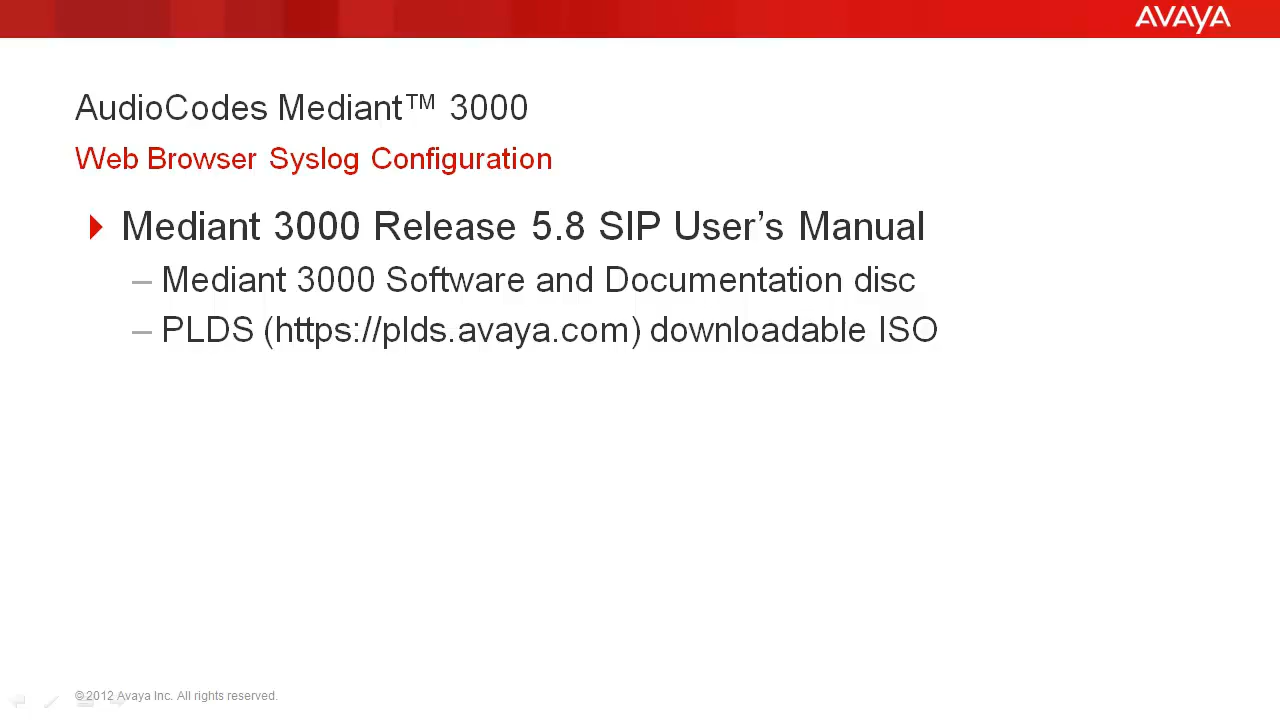 AVAYA
AudioCodes Mediant™ 3000
Web Browser Syslog Configuration
Mediant 3000 Release 5.8 SIP User’s Manual
– Mediant 3000 Software and Documentation disc
– PLDS (https://plds.avaya.com) downloadable ISO
©2012 Avaya Inc. All rights reserved.